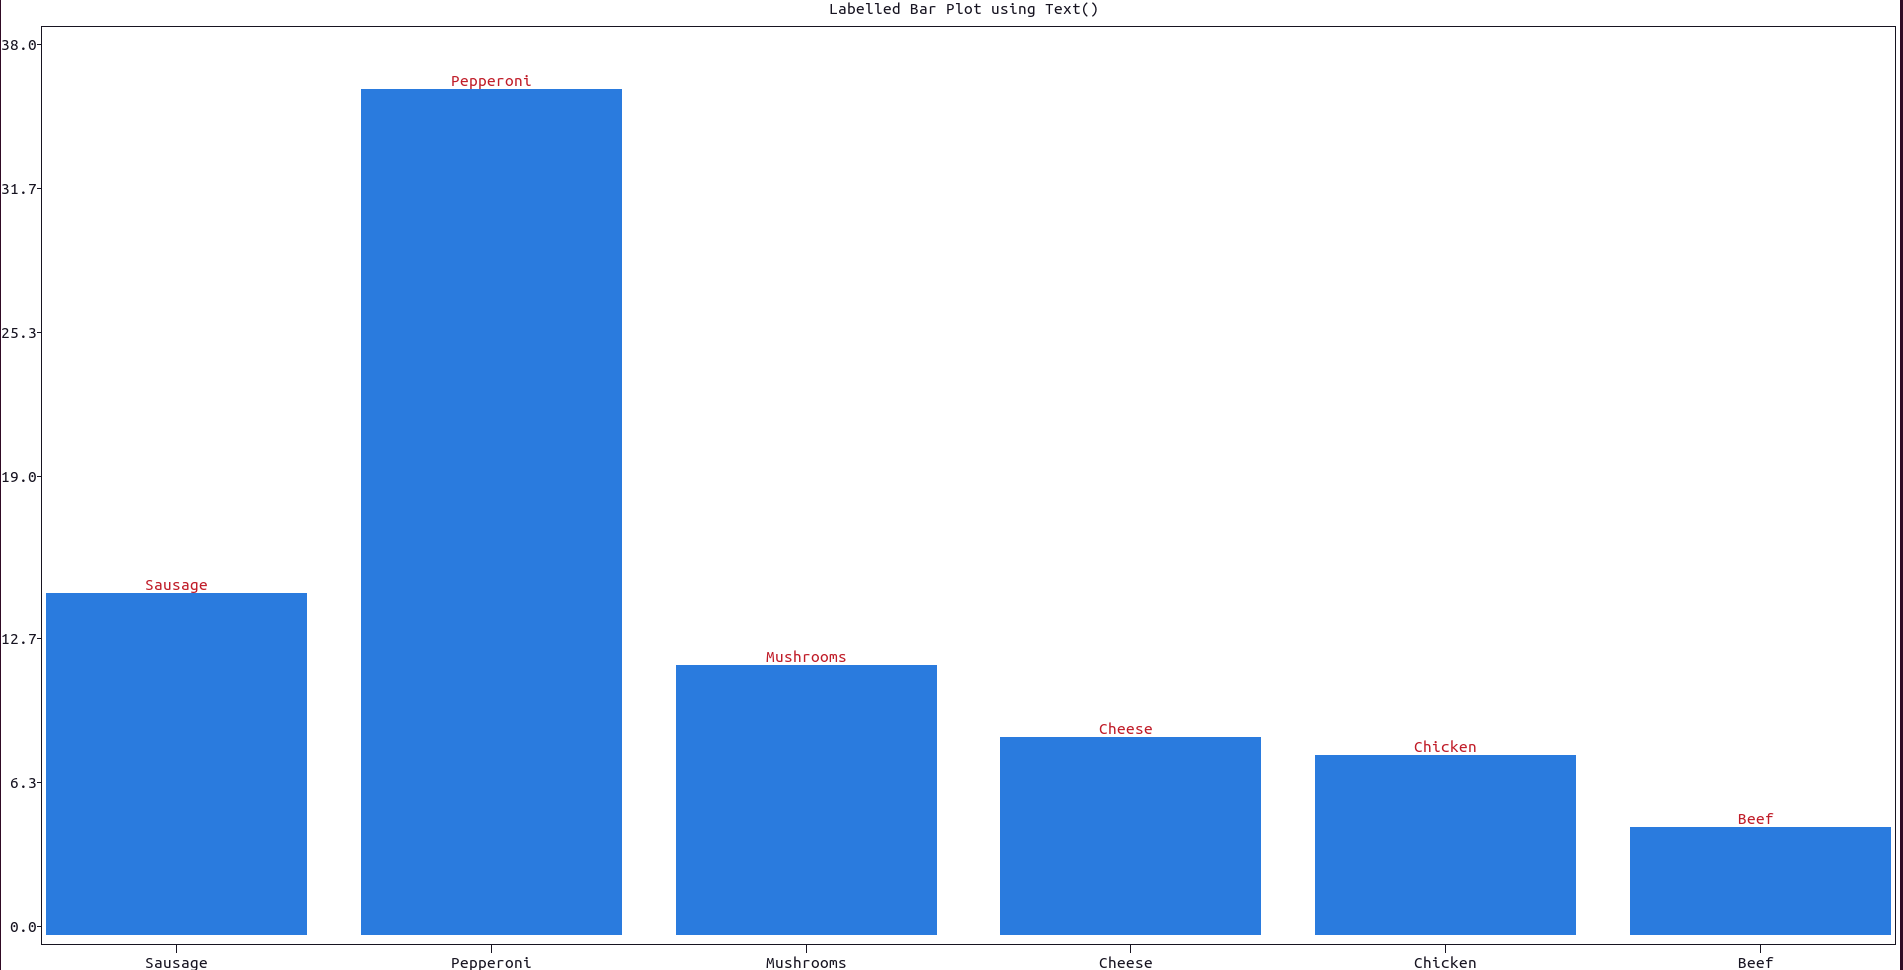 Labelled Bar Plot using Text()
38.0
Pepperoni
31.7
25.3
19.0
Sausage
12.7
Mushrooms
Cheese
Chicken
6.3
Beef
0.0
Sausage Pepperoni Mushrooms Cheese Chicken Beef